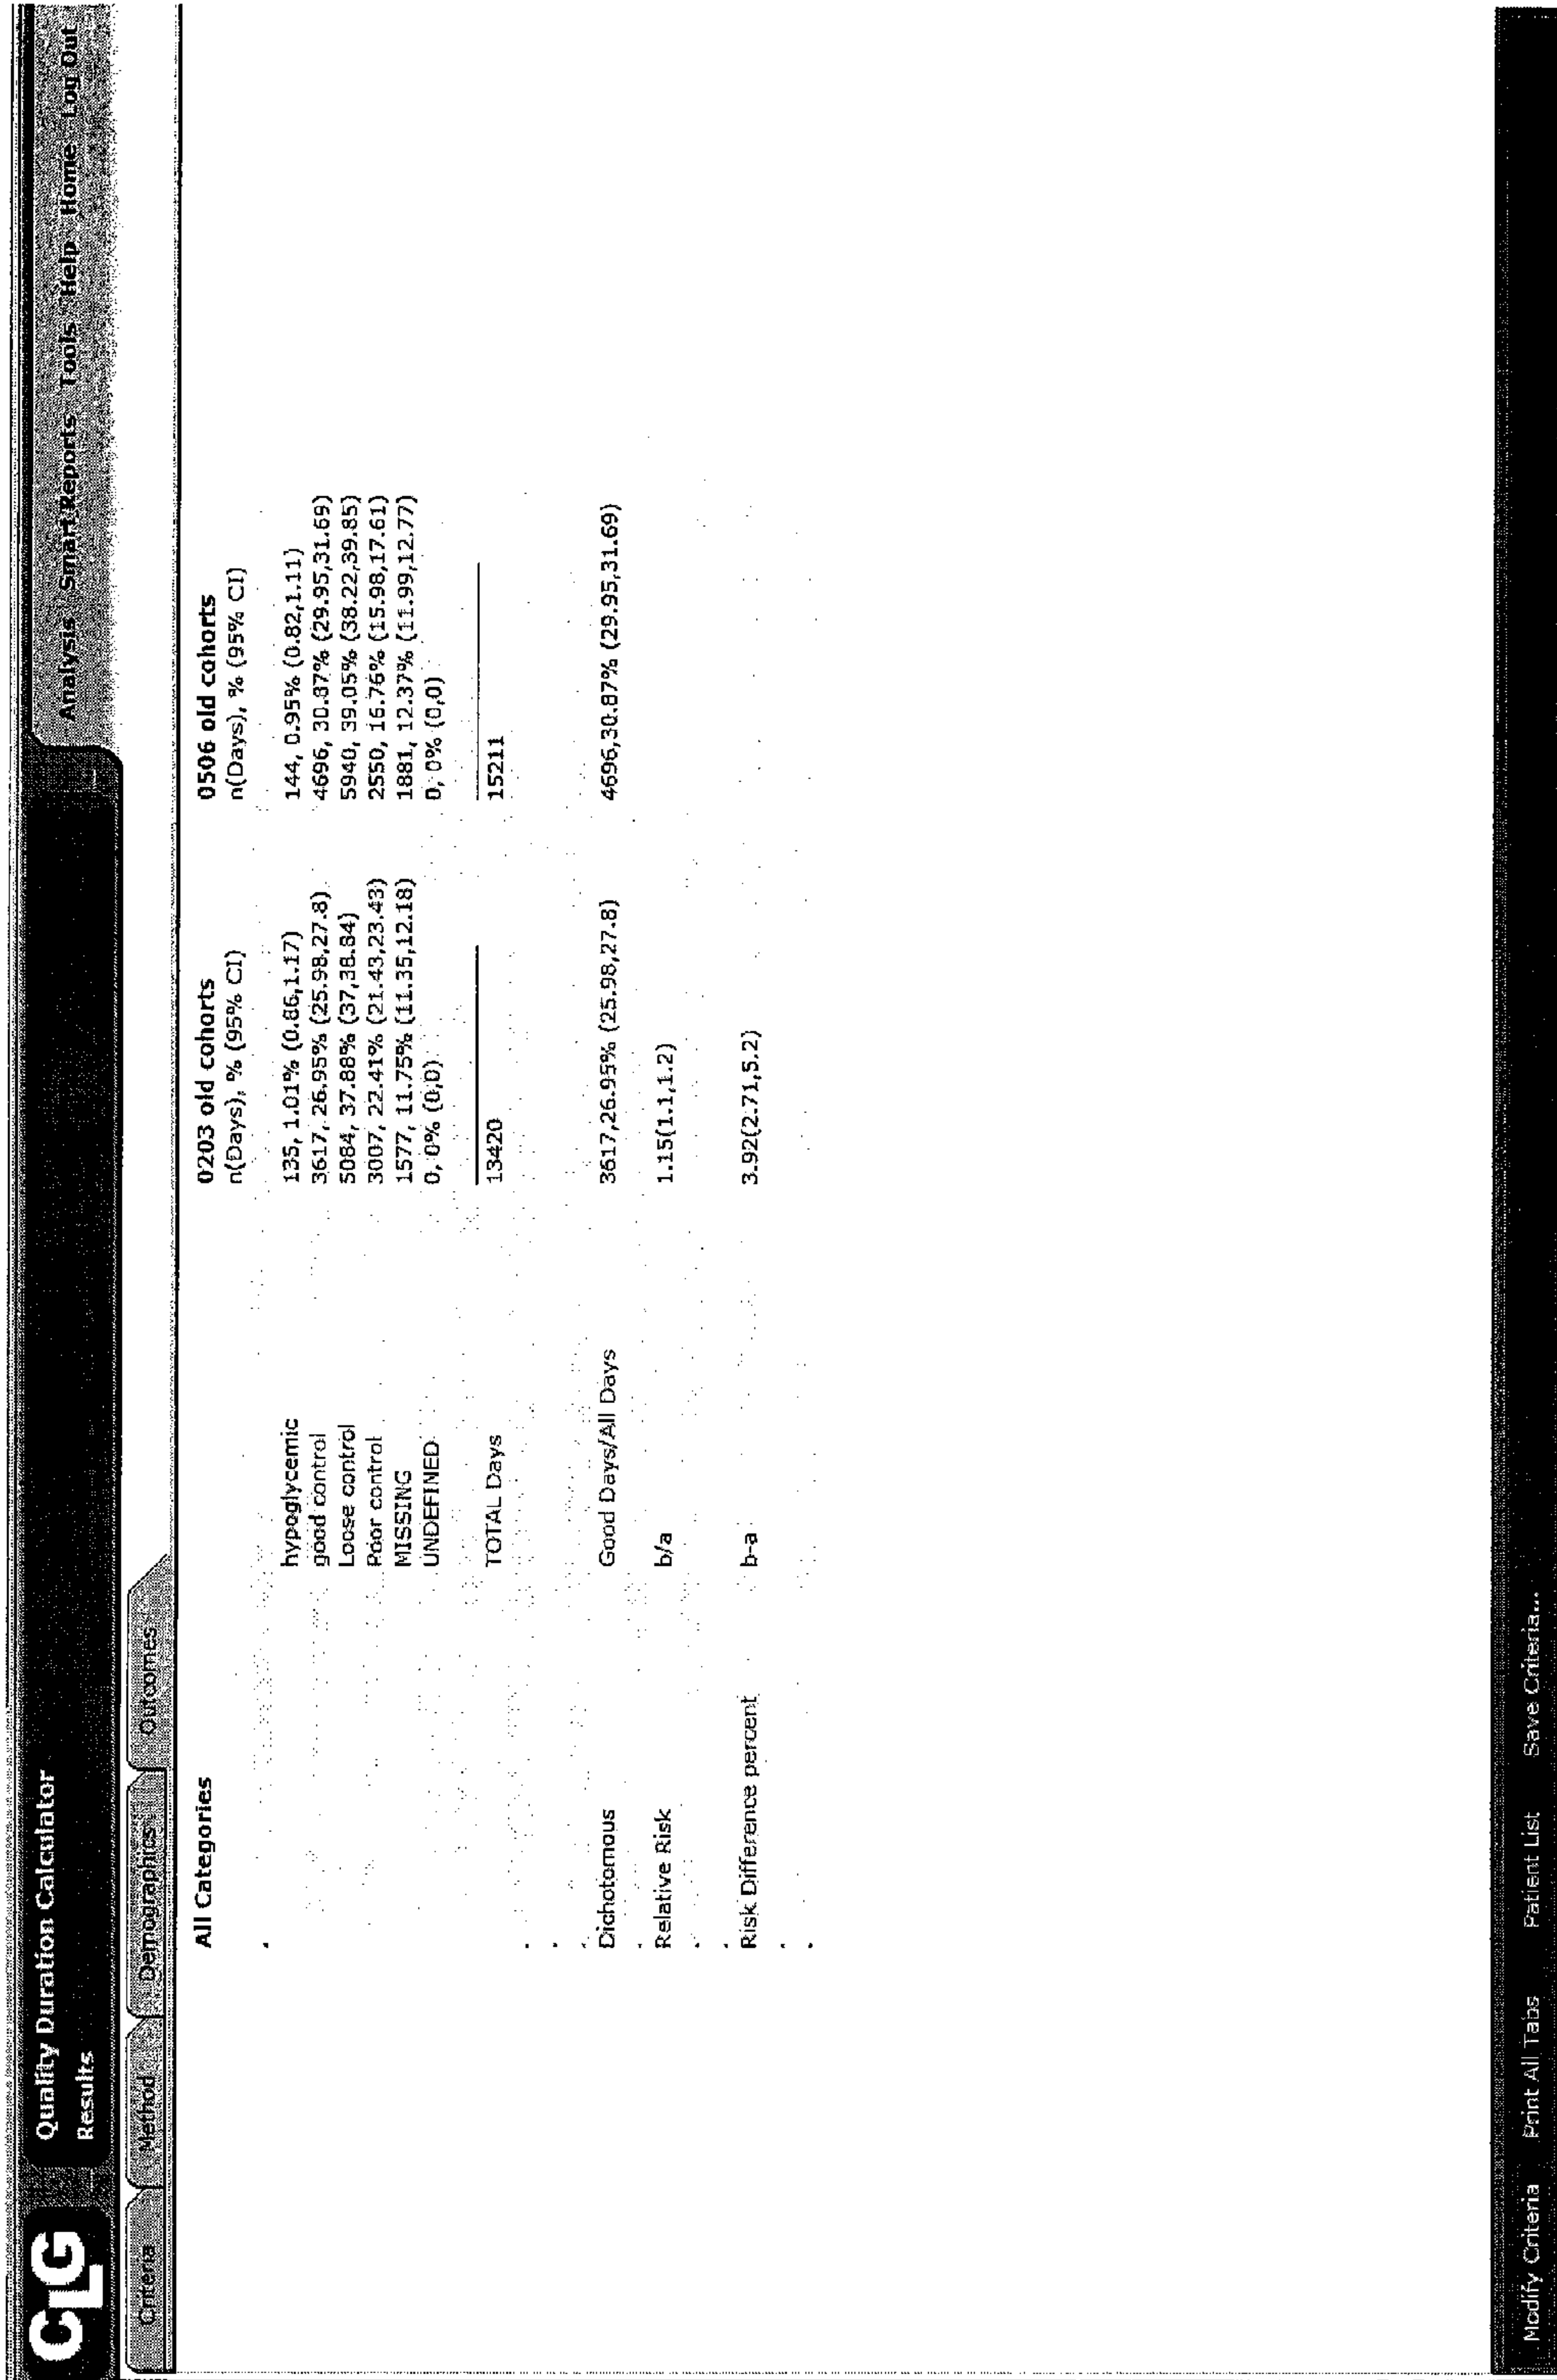 CLG
Quality Duration Calculator
Results
Analysis Smart Reports Tools Help Home Log Out
Criteria Method Demographics Outcomes
All Categories 0203 old cohorts 0506 old cohorts
n(Days), % (95% CI) n(Days), % (95% CI)
hypoglycemic 135, 1.01% (0.86,1.17) 144, 0.95% (0.82,1.11)
good control 3617, 26.95% (25.98,27.8) 4696, 30.87% (29.95,31.69)
Loose control 5084, 37.88% (37,38.84) 5940, 39.05% (38.22,39.85)
Poor control 3007, 22.41% (21.43,23.43) 2550, 16.76% (15.98,17.61)
MISSING 1577, 11.75% (11.35,12.18) 1881, 12.37% (11.99,12.77)
UNDEFINED 0, 0% (0,0) 0, 0% (0,0)
TOTAL Days 13420 15211
Dichotomous Good Days/All Days 3617,26.95% (25.98,27.8) 4696,30.87% (29.95,31.69)
Relative Risk b/a 1.15(1.1,1.2)
Risk Difference percent b-a 3.92(2.71,5.2)
Modify Criteria Print All Tabs Patient List Save Criteria...